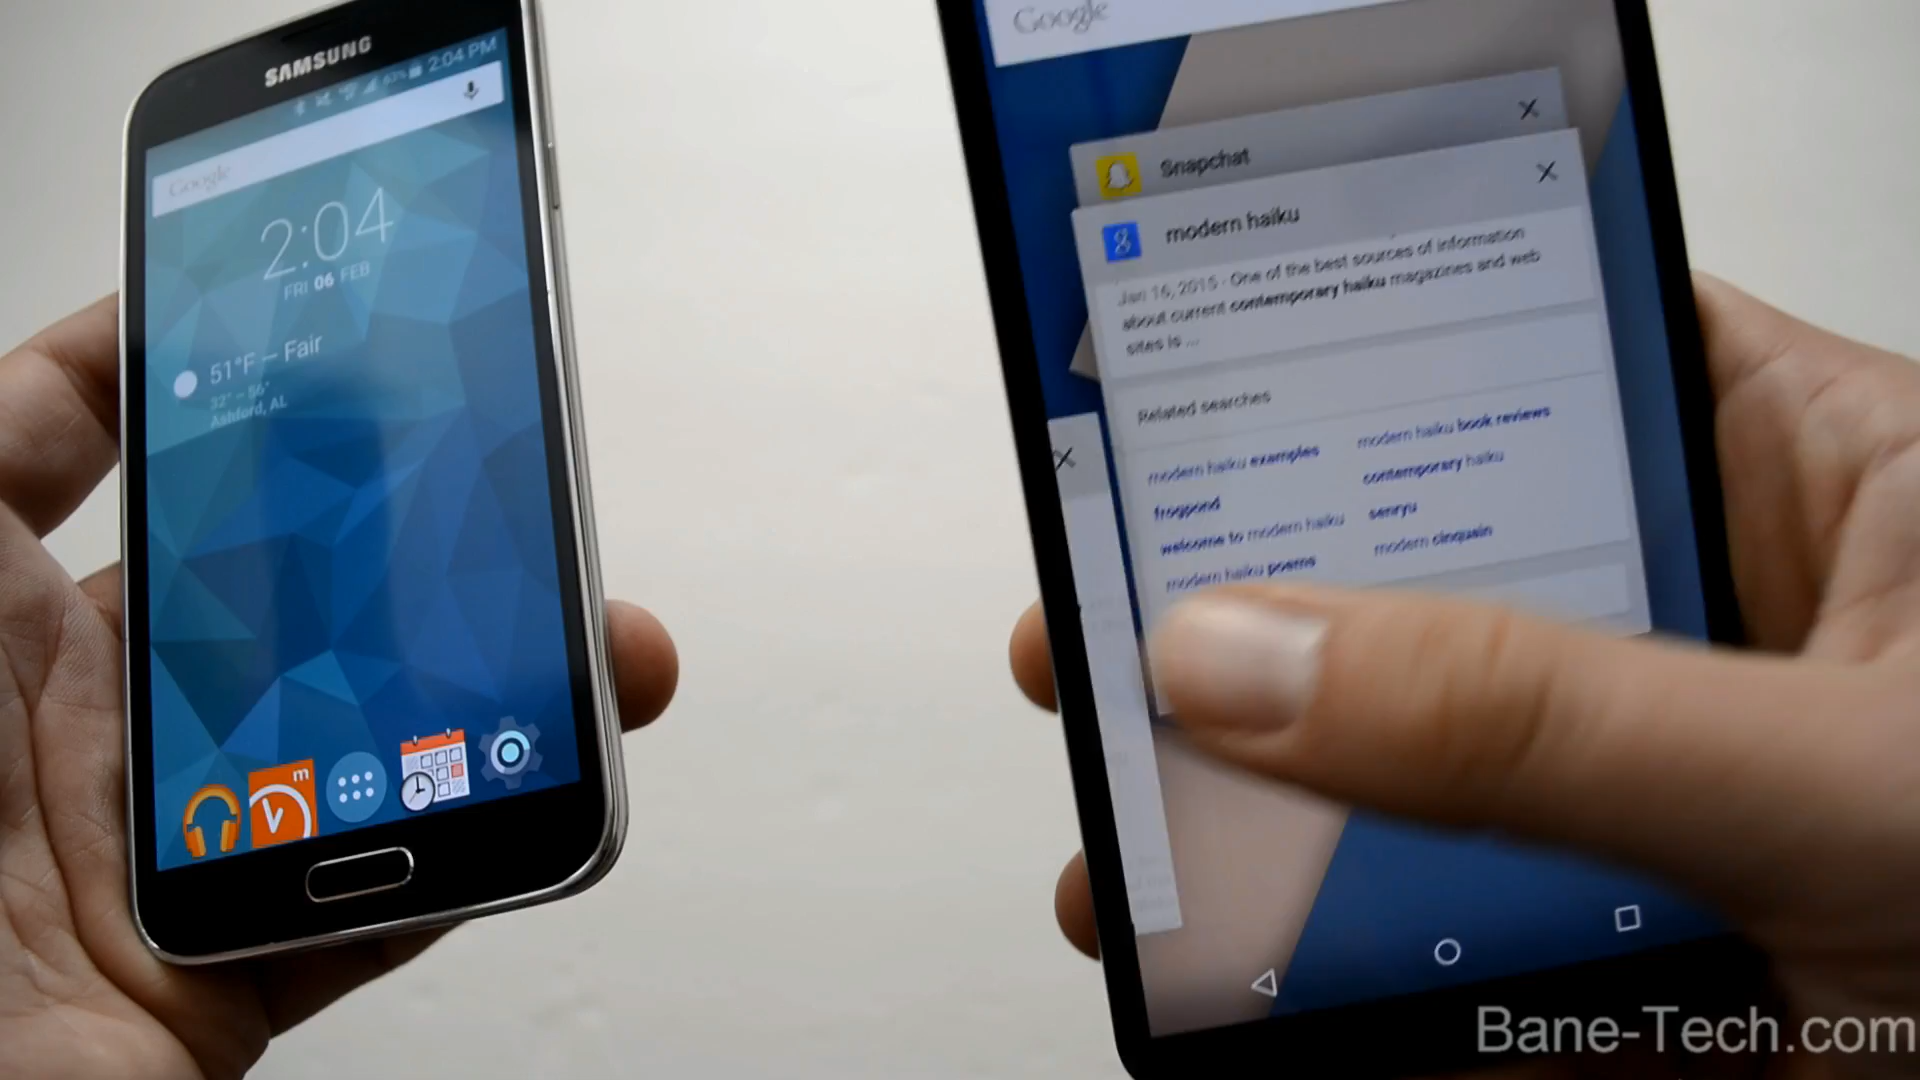 SAMSUNG
63% 2:04 PM
Google
2:04
FRI 06 FEB
51°F – Fair
32° – 56°
Ashford, AL
m
Google
Snapchat
modern haiku
Jan 16, 2015 - One of the best sources of information
about current contemporary haiku magazines and web
sites is ...
Related searches
modern haiku examples
modern haiku book reviews
frogpond
contemporary haiku
welcome to modern haiku
senryu
modern haiku poems
modern cinquain
Bane-Tech.com